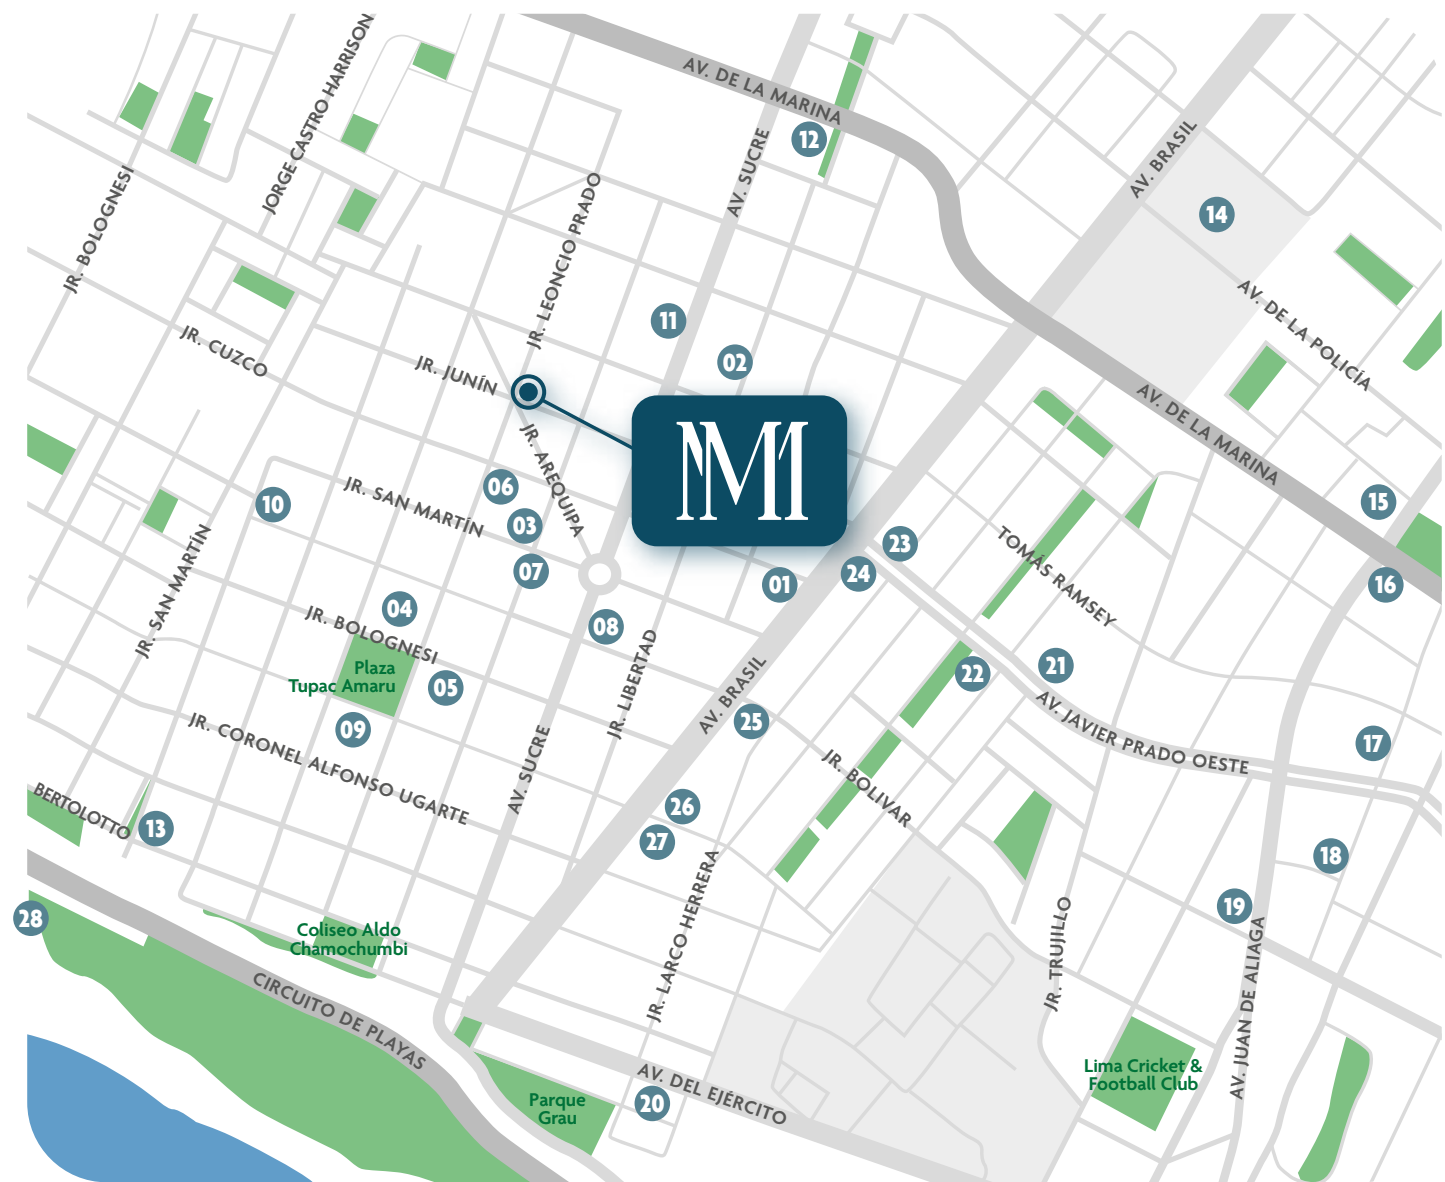 AV. DE LA MARINA
JORGE CASTRO HARRISON
12
AV. SUCRE
AV. BRASIL
14
JR. BOLOGNESI
JR. LEONCIO PRADO
AV. DE LA POLICÍA
11
02
JR. CUZCO
JR. JUNÍN
AV. DE LA MARINA
MM
JR. AREQUIPA
06
JR. SAN MARTÍN
10
03
15
23
TOMÁS RAMSEY
07
24
01
16
JR. SAN MARTÍN
04
JR. BOLOGNESI
08
Plaza
Tupac Amaru
05
JR. LIBERTAD
21
22
AV. BRASIL
25
09
AV. JAVIER PRADO OESTE
17
JR. CORONEL ALFONSO UGARTE
AV. SUCRE
JR. BOLIVAR
BERTOLOTTO
13
26
27
18
JR. LARCO HERRERA
19
28
Coliseo Aldo
Chamochumbi
JR. TRUJILLO
AV. JUAN DE ALIAGA
CIRCUITO DE PLAYAS
Lima Cricket &
Football Club
AV. DEL EJÉRCITO
Parque
Grau
20